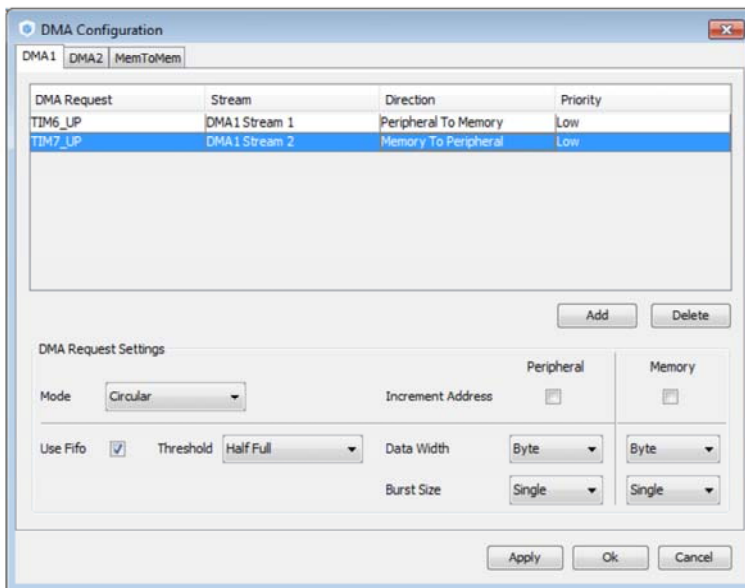 DMA Configuration
DMA1 DMA2 MemToMem
DMA Request Stream Direction Priority
TIM6_UP DMA1 Stream 1 Peripheral To Memory Low
TIM7_UP DMA1 Stream 2 Memory To Peripheral Low
Add Delete
DMA Request Settings
Peripheral Memory
Mode Circular Increment Address
Use Fifo Threshold Half Full Data Width Byte Byte
Burst Size Single Single
Apply Ok Cancel